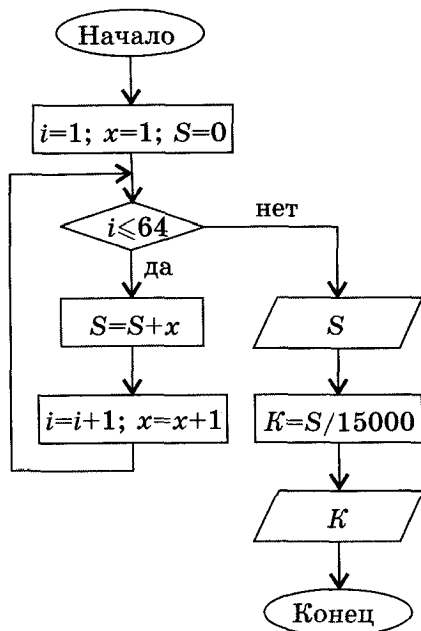 Начало
i=1; x=1; S=0
i⩽64
да
нет
S=S+x
i=i+1; x=x+1
S
K=S/15000
K
Конец